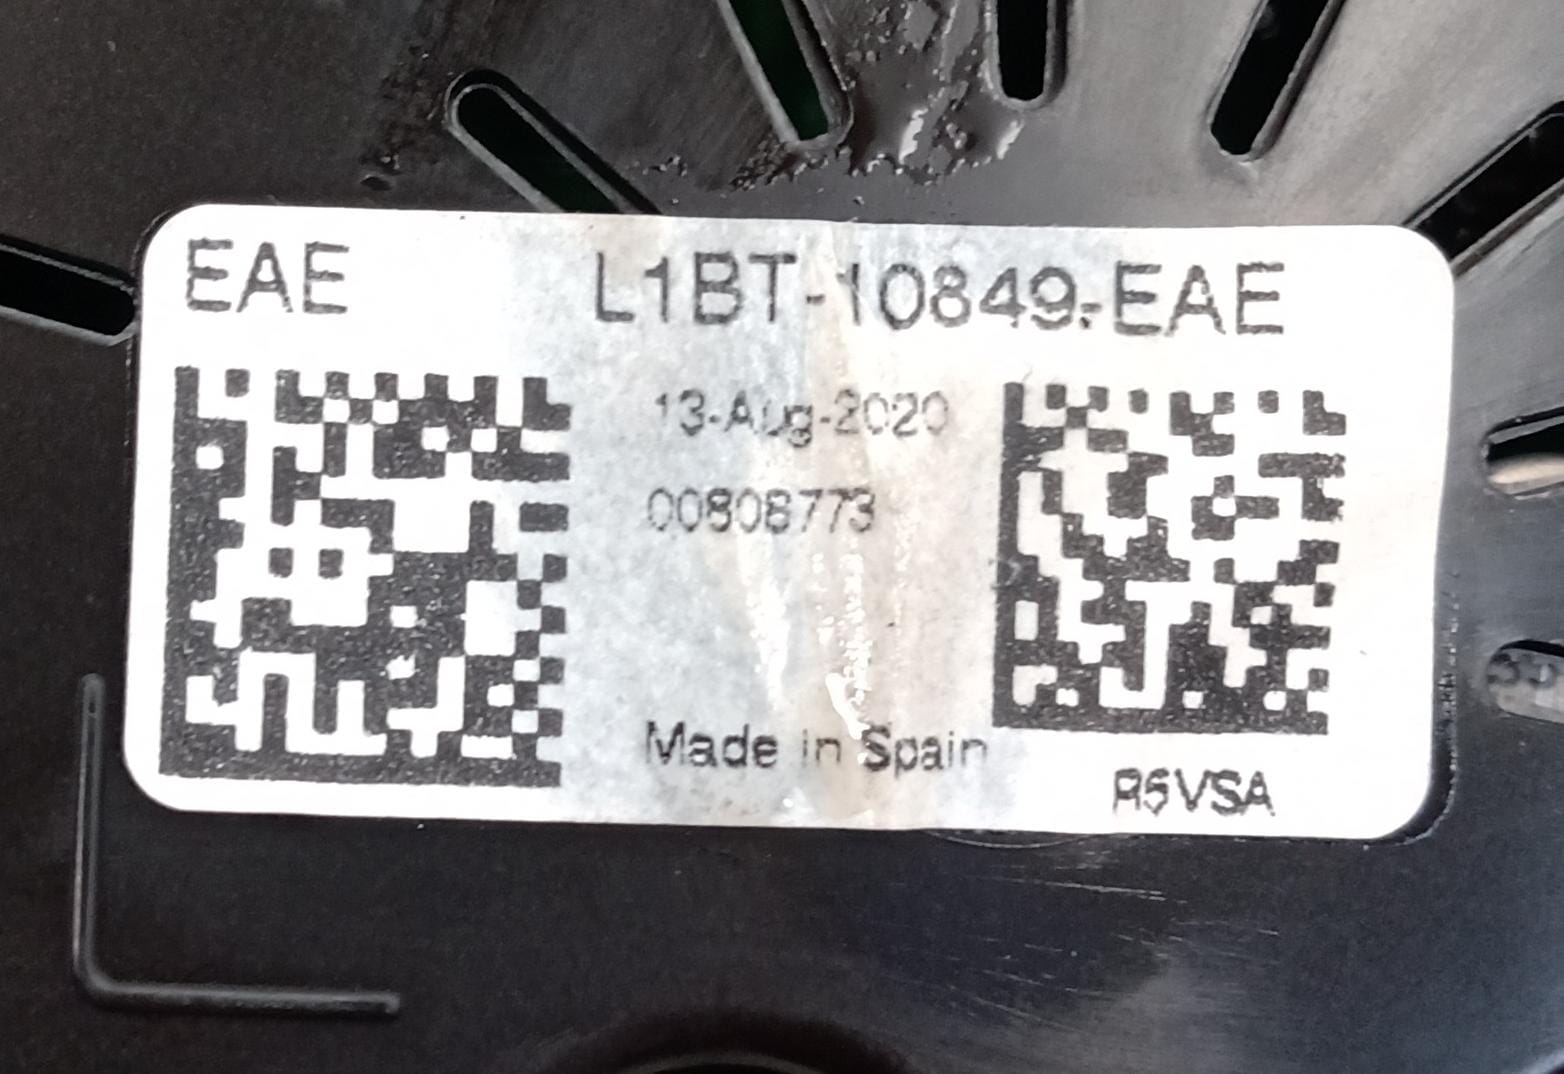 EAE L1BT-10849-EAE
13-Aug-2020
00808773
Made in Spain
R5VSA